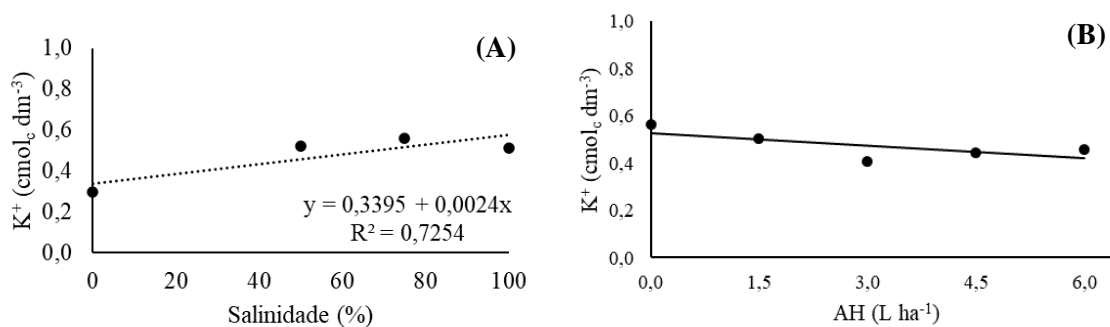 (A)
K⁺ (cmol꜀ dm⁻³)
1,0
0,8
0,6
0,4
0,2
0,0
y = 0,3395 + 0,0024x
R² = 0,7254
0 20 40 60 80 100
Salinidade (%)
(B)
K⁺ (cmol꜀ dm⁻³)
1,0
0,8
0,6
0,4
0,2
0,0
0,0 1,5 3,0 4,5 6,0
AH (L ha⁻¹)